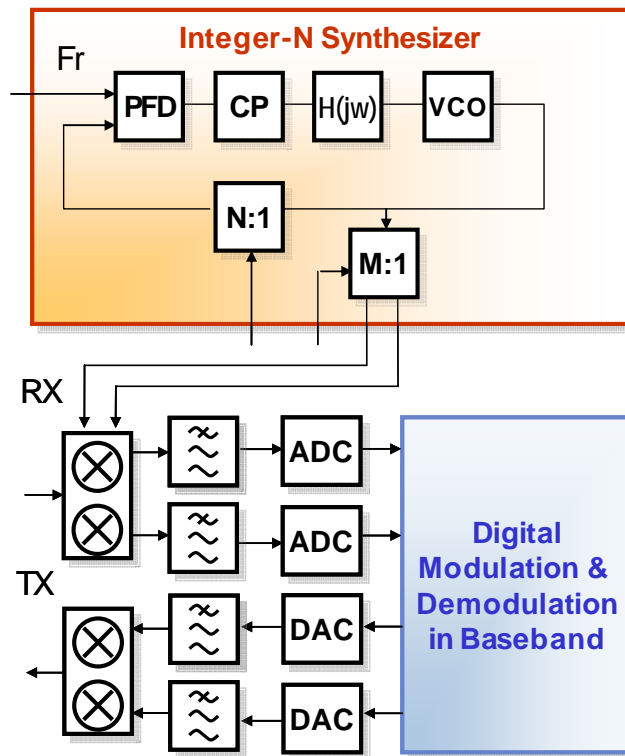 Integer-N Synthesizer
Fr
PFD
CP
H(jw)
VCO
N:1
M:1
RX
ADC
ADC
TX
DAC
DAC
Digital
Modulation &
Demodulation
in Baseband